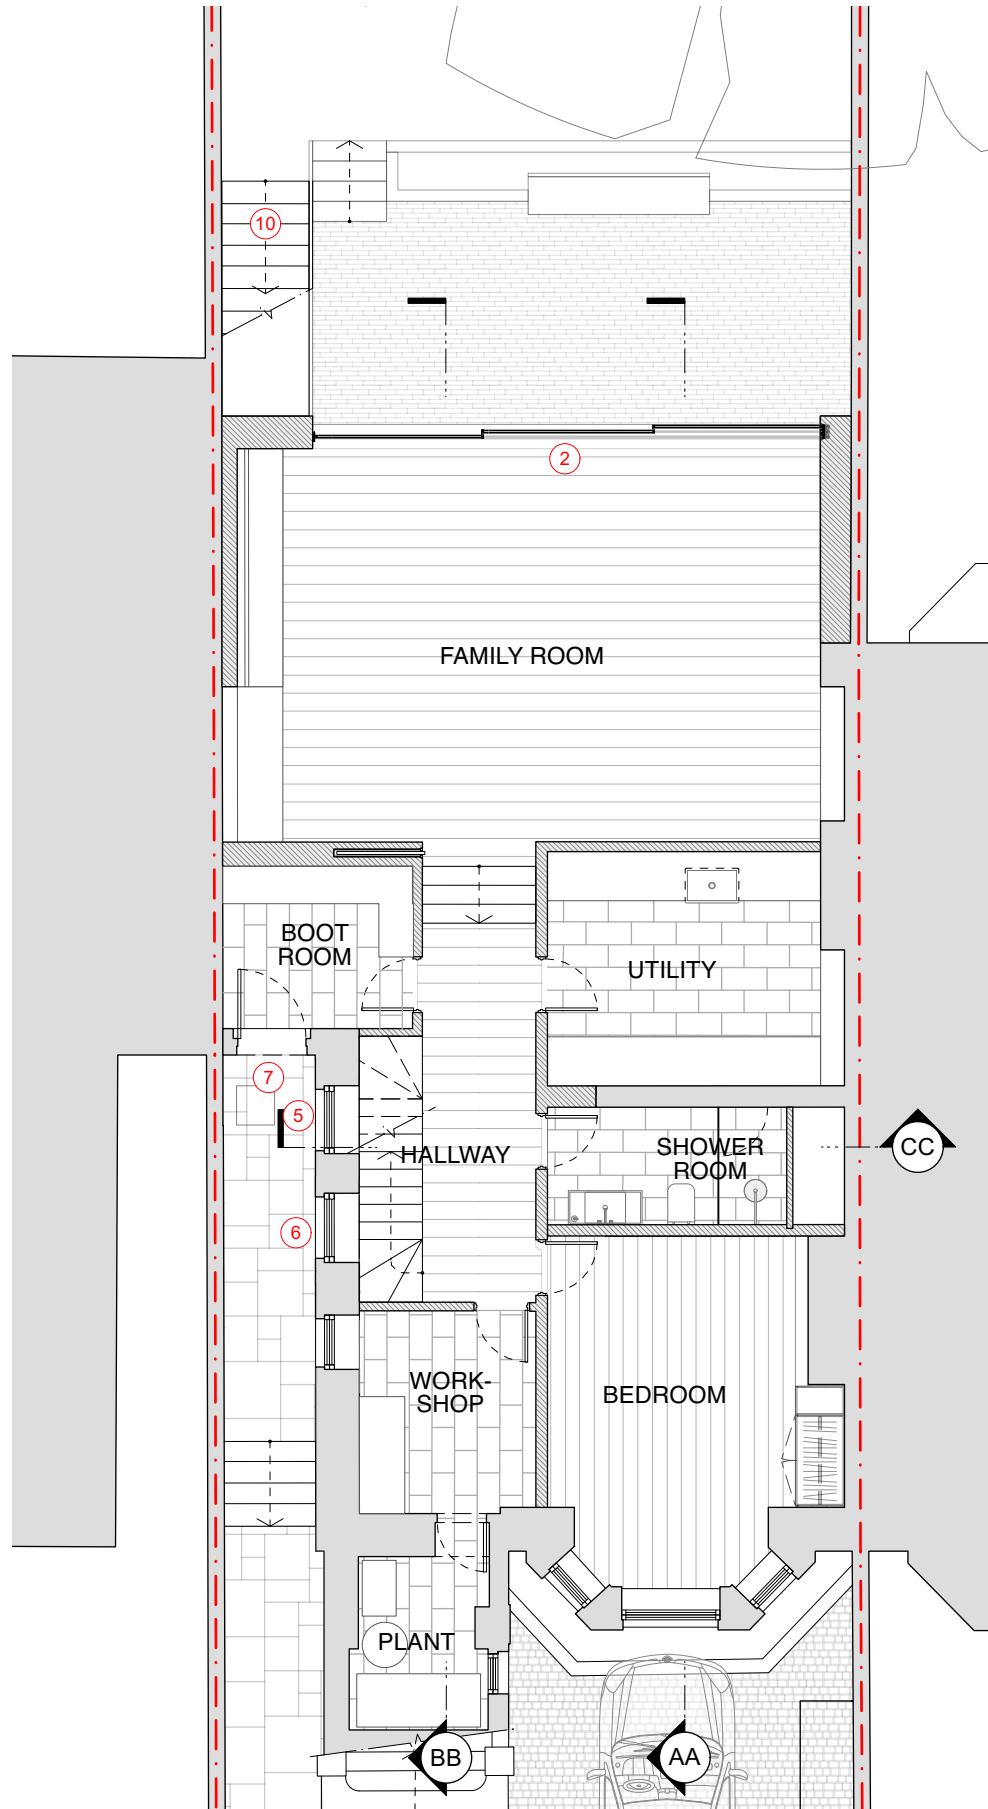 10
2
FAMILY ROOM
BOOT
ROOM
UTILITY
7
5
HALLWAY
SHOWER
ROOM
CC
6
WORK-
SHOP
BEDROOM
PLANT
BB
AA